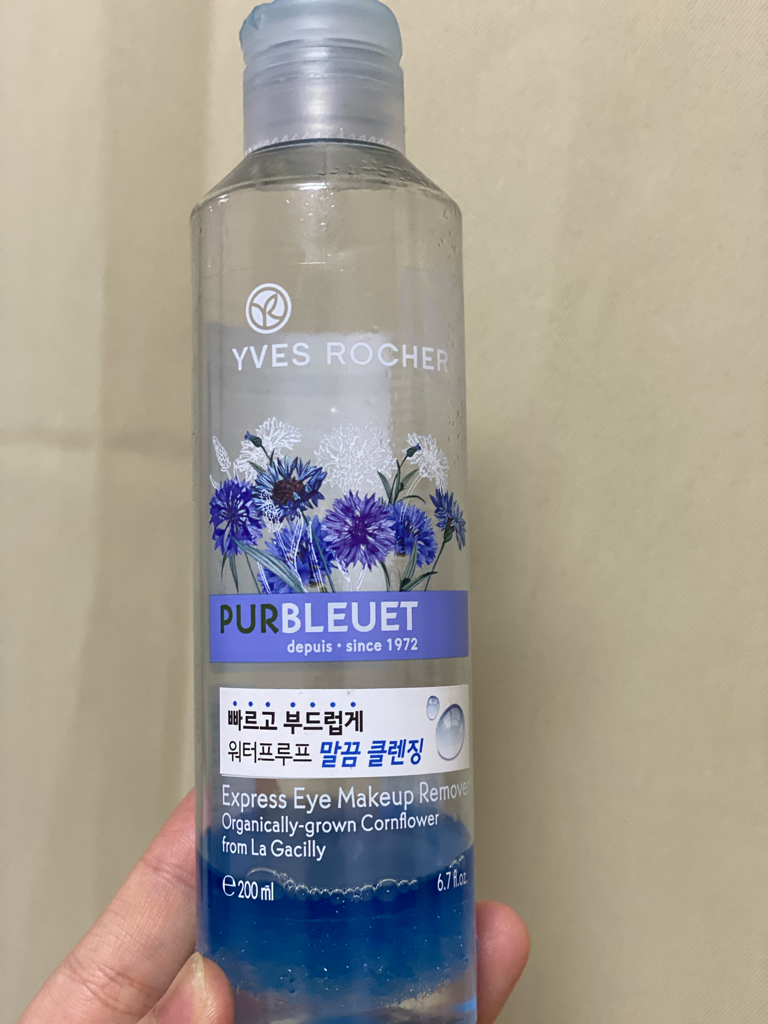 YVES ROCHER
PURBLEUET
depuis • since 1972
빠르고 부드럽게
워터프루프 말끔 클렌징
Express Eye Makeup Remover
Organically-grown Cornflower
from La Gacilly
℮ 200 ml
6.7 fl.oz.